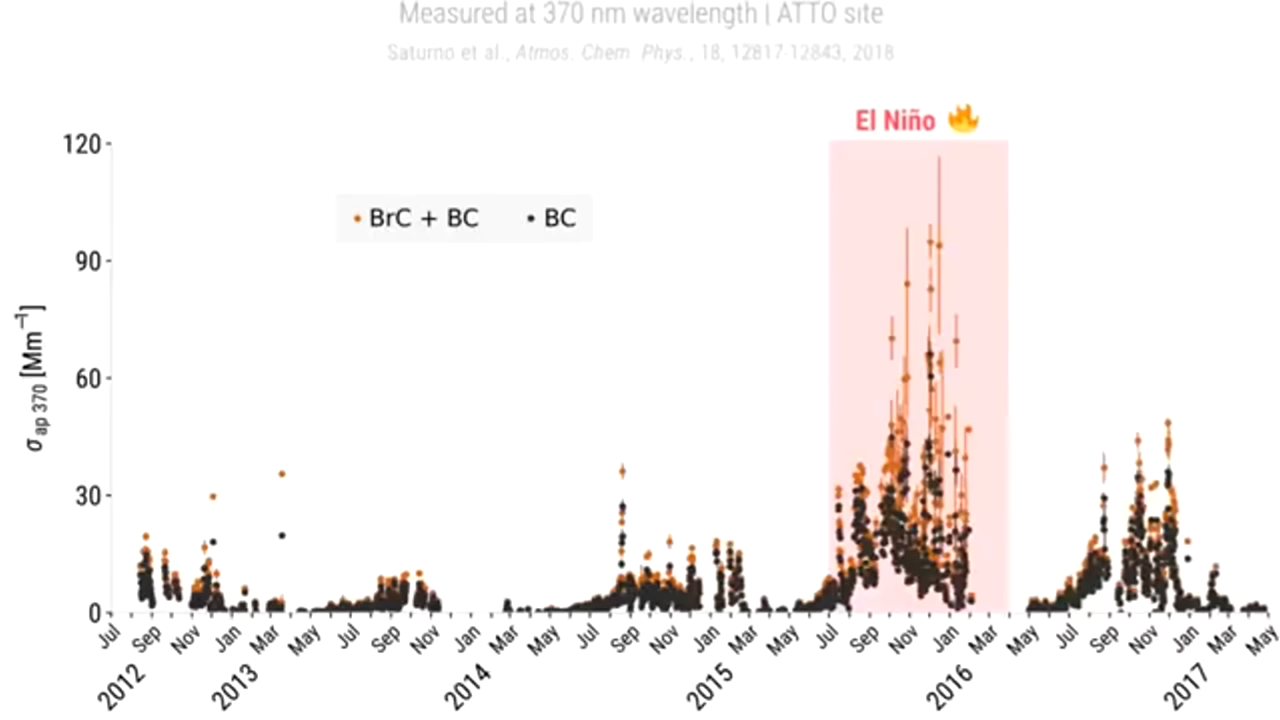 Measured at 370 nm wavelength | ATTO site
Saturno et al., Atmos. Chem. Phys., 18, 12817-12843, 2018
El Niño
120
BrC + BC
BC
90
60
30
0
σap 370 [Mm⁻¹]
Jul Sep Nov Jan Mar May Jul Sep Nov Jan Mar May Jul Sep Nov Jan Mar May Jul Sep Nov Jan Mar May Jul Sep Nov Jan Mar May
2012 2013 2014 2015 2016 2017